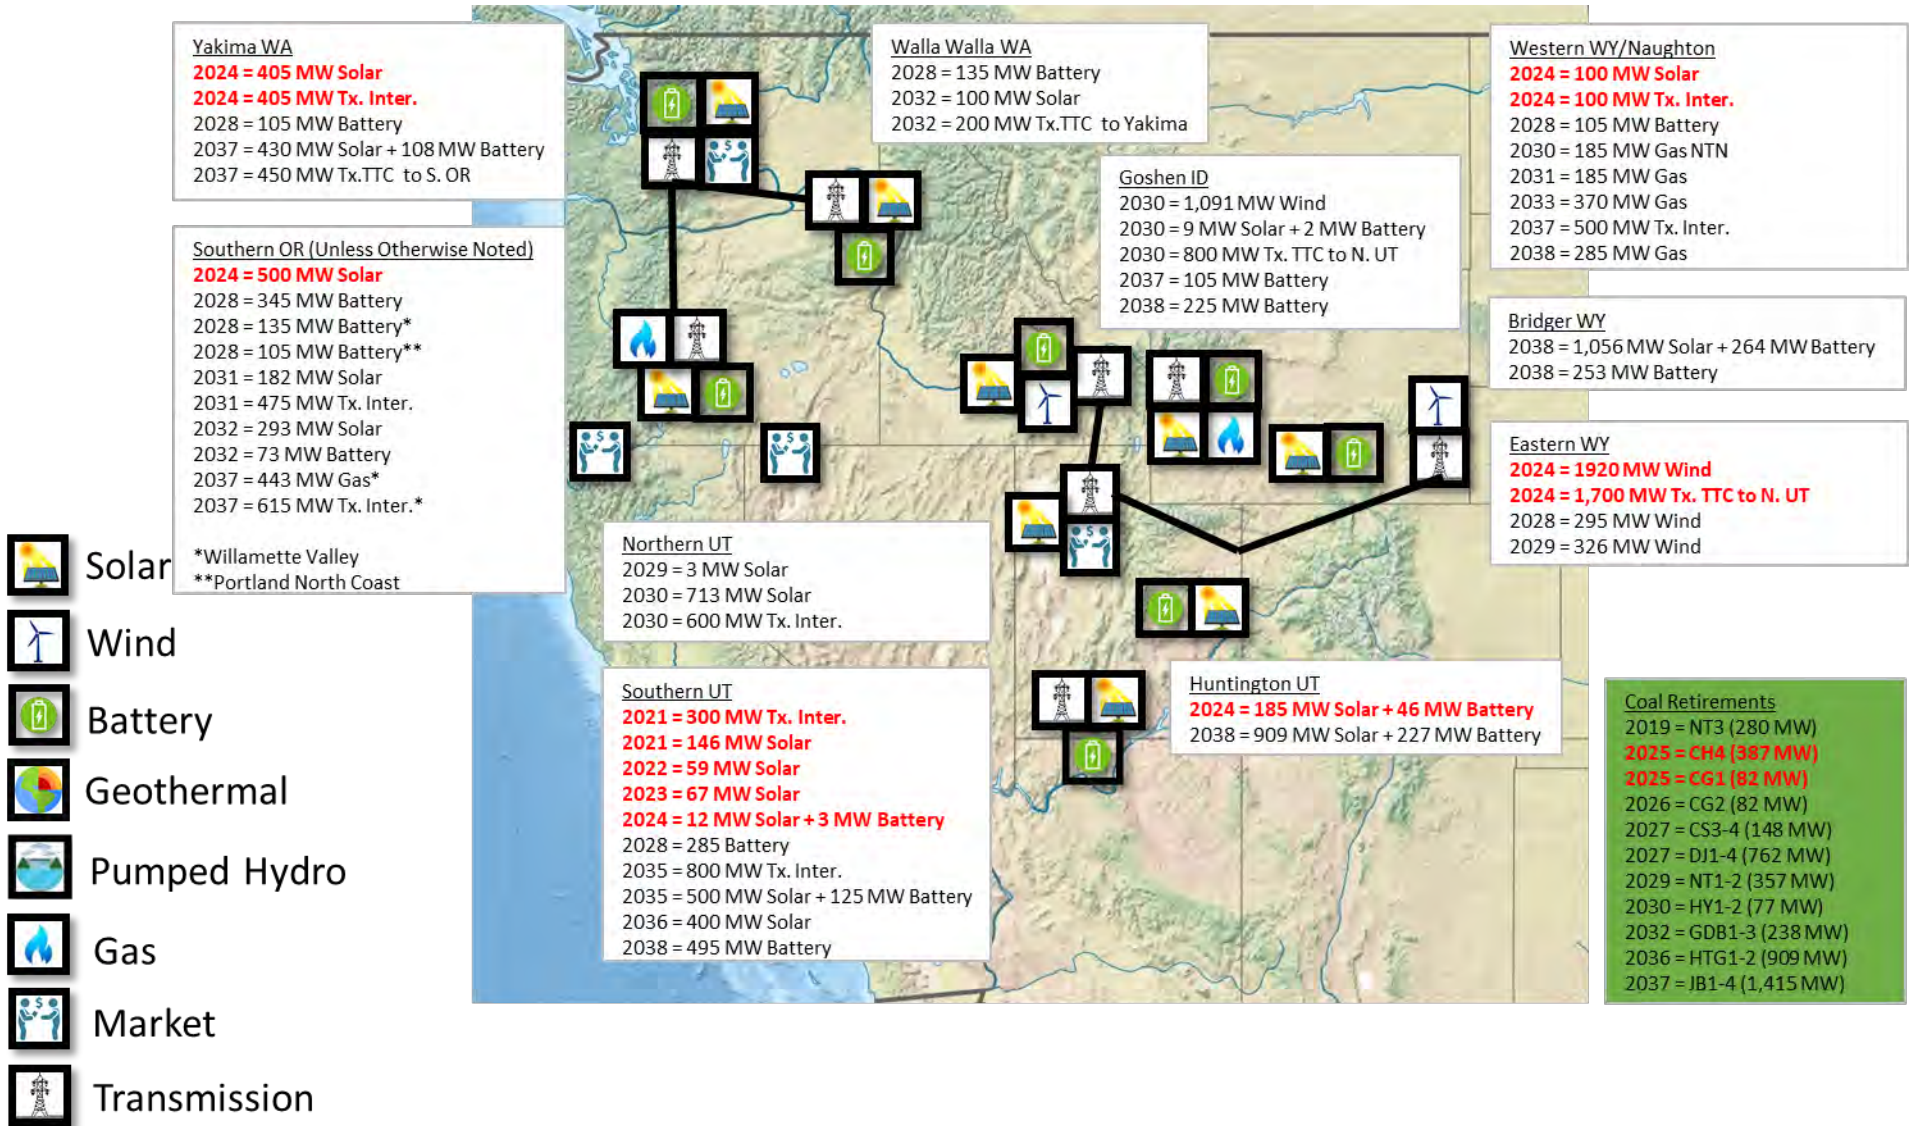 Yakima WA
2024 = 405 MW Solar
2024 = 405 MW Tx. Inter.
2028 = 105 MW Battery
2037 = 430 MW Solar + 108 MW Battery
2037 = 450 MW Tx.TTC to S. OR
Walla Walla WA
2028 = 135 MW Battery
2032 = 100 MW Solar
2032 = 200 MW Tx.TTC to Yakima
Western WY/Naughton
2024 = 100 MW Solar
2024 = 100 MW Tx. Inter.
2028 = 105 MW Battery
2030 = 185 MW Gas NTN
2031 = 185 MW Gas
2033 = 370 MW Gas
2037 = 500 MW Tx. Inter.
2038 = 285 MW Gas
Goshen ID
2030 = 1,091 MW Wind
2030 = 9 MW Solar + 2 MW Battery
2030 = 800 MW Tx. TTC to N. UT
2037 = 105 MW Battery
2038 = 225 MW Battery
Southern OR (Unless Otherwise Noted)
2024 = 500 MW Solar
2028 = 345 MW Battery
2028 = 135 MW Battery*
2028 = 105 MW Battery**
2031 = 182 MW Solar
2031 = 475 MW Tx. Inter.
2032 = 293 MW Solar
2032 = 73 MW Battery
2037 = 443 MW Gas*
2037 = 615 MW Tx. Inter.*
*Willamette Valley
**Portland North Coast
Bridger WY
2038 = 1,056 MW Solar + 264 MW Battery
2038 = 253 MW Battery
Eastern WY
2024 = 1920 MW Wind
2024 = 1,700 MW Tx. TTC to N. UT
2028 = 295 MW Wind
2029 = 326 MW Wind
Northern UT
2029 = 3 MW Solar
2030 = 713 MW Solar
2030 = 600 MW Tx. Inter.
Southern UT
2021 = 300 MW Tx. Inter.
2021 = 146 MW Solar
2022 = 59 MW Solar
2023 = 67 MW Solar
2024 = 12 MW Solar + 3 MW Battery
2028 = 285 Battery
2035 = 800 MW Tx. Inter.
2035 = 500 MW Solar + 125 MW Battery
2036 = 400 MW Solar
2038 = 495 MW Battery
Huntington UT
2024 = 185 MW Solar + 46 MW Battery
2038 = 909 MW Solar + 227 MW Battery
Coal Retirements
2019 = NT3 (280 MW)
2025 = CH4 (387 MW)
2025 = CG1 (82 MW)
2026 = CG2 (82 MW)
2027 = CS3-4 (148 MW)
2027 = DJ1-4 (762 MW)
2029 = NT1-2 (357 MW)
2030 = HY1-2 (77 MW)
2032 = GDB1-3 (238 MW)
2036 = HTG1-2 (909 MW)
2037 = JB1-4 (1,415 MW)
Solar
Wind
Battery
Geothermal
Pumped Hydro
Gas
Market
Transmission